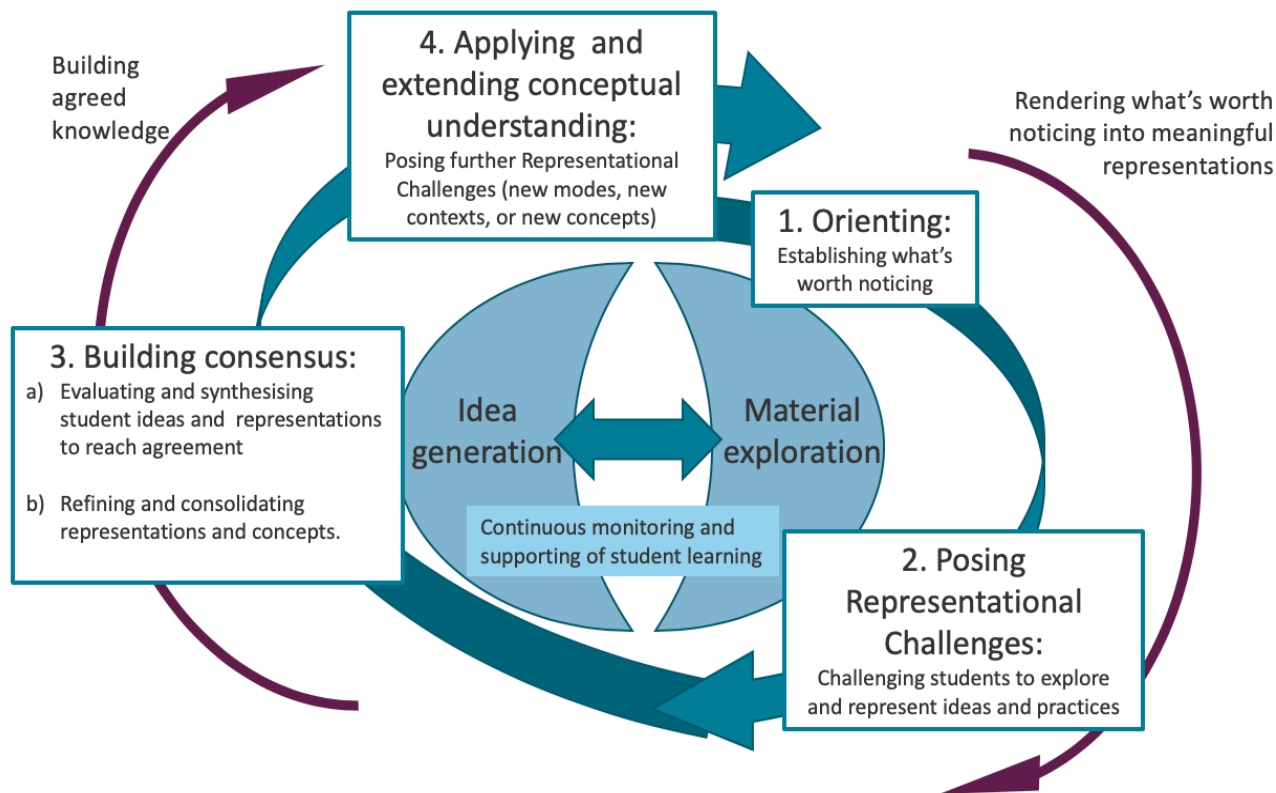 Building
agreed
knowledge
4. Applying and
extending conceptual
understanding:
Posing further Representational
Challenges (new modes, new
contexts, or new concepts)
Rendering what's worth
noticing into meaningful
representations
1. Orienting:
Establishing what's
worth noticing
3. Building consensus:
a) Evaluating and synthesising
student ideas and representations
to reach agreement
b) Refining and consolidating
representations and concepts.
Idea
generation
Material
exploration
Continuous monitoring and
supporting of student learning
2. Posing
Representational
Challenges:
Challenging students to explore
and represent ideas and practices